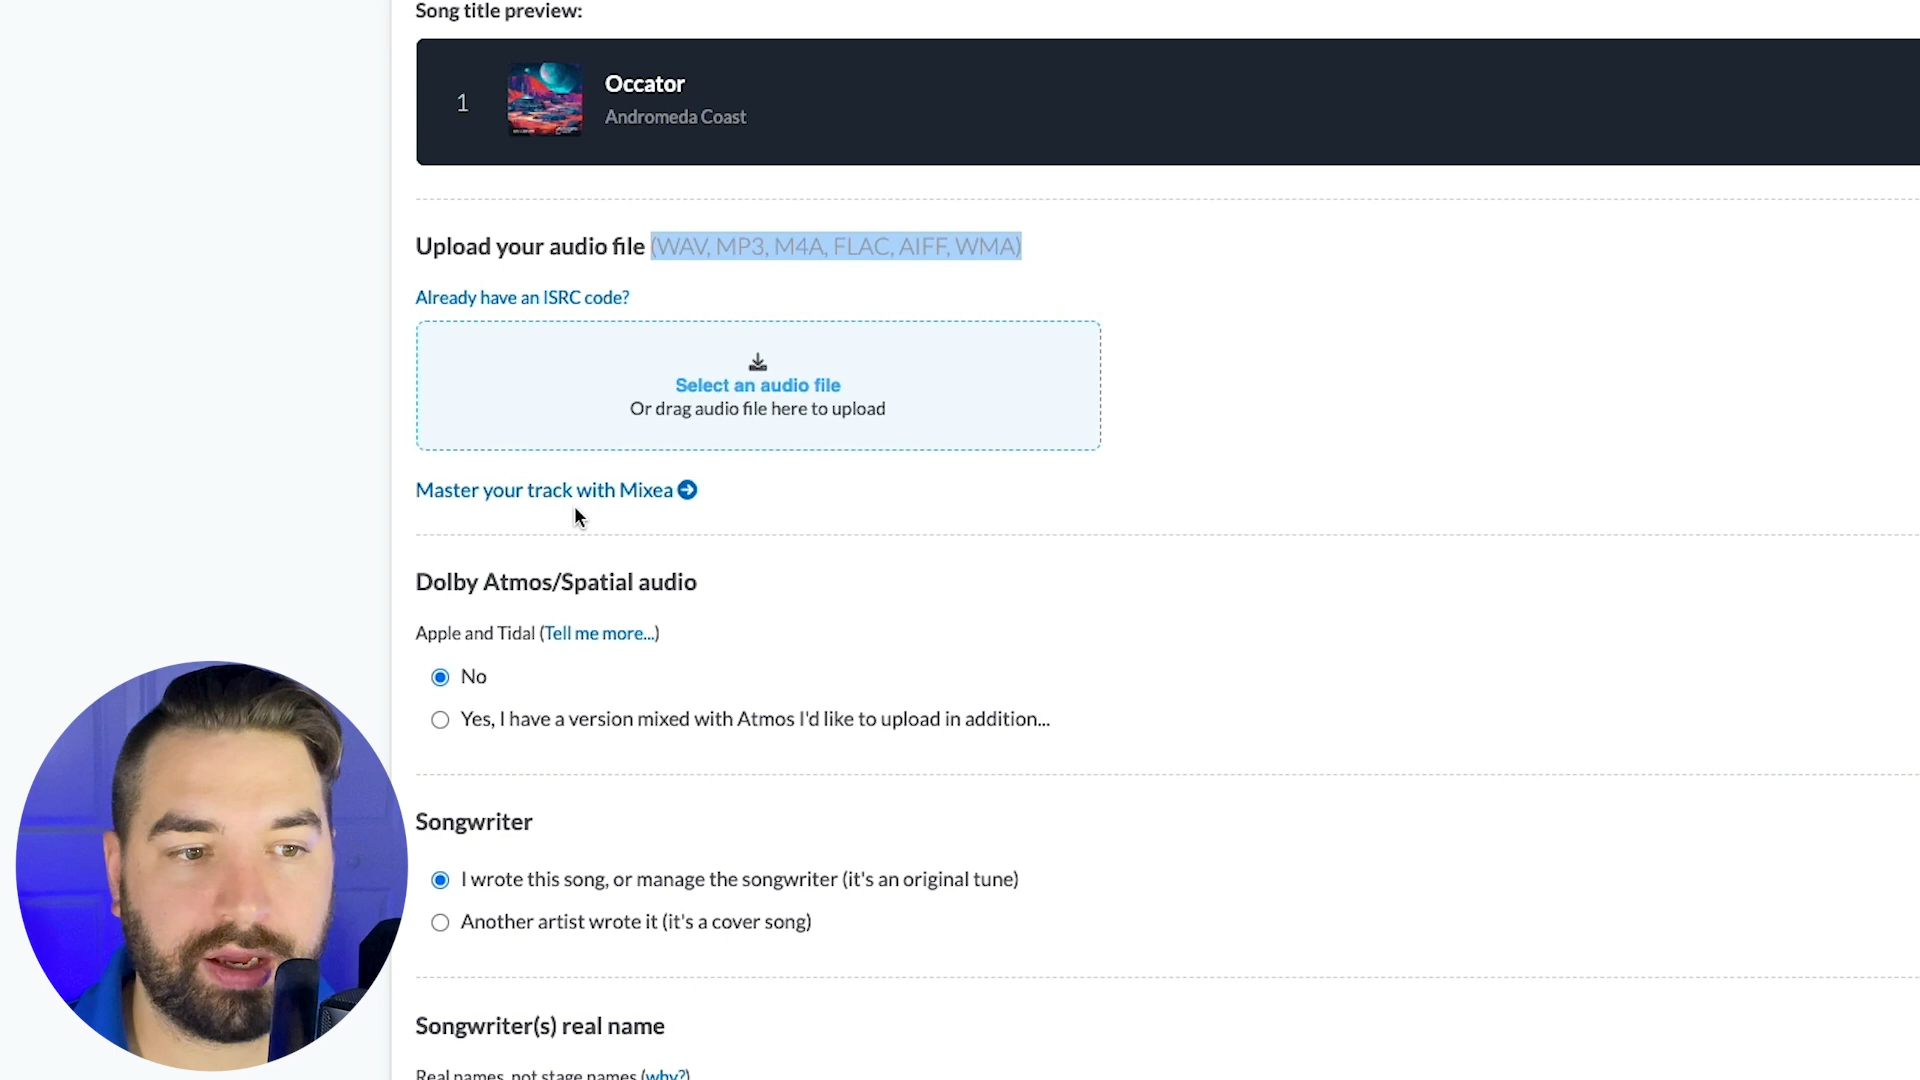 Song title preview:
1
Occator
Andromeda Coast
Upload your audio file (WAV, MP3, M4A, FLAC, AIFF, WMA)
Already have an ISRC code?
Select an audio file
Or drag audio file here to upload
Master your track with Mixea
Dolby Atmos/Spatial audio
Apple and Tidal (Tell me more...)
No
Yes, I have a version mixed with Atmos I'd like to upload in addition...
Songwriter
I wrote this song, or manage the songwriter (it's an original tune)
Another artist wrote it (it's a cover song)
Songwriter(s) real name
Real names, not stage names (why?)